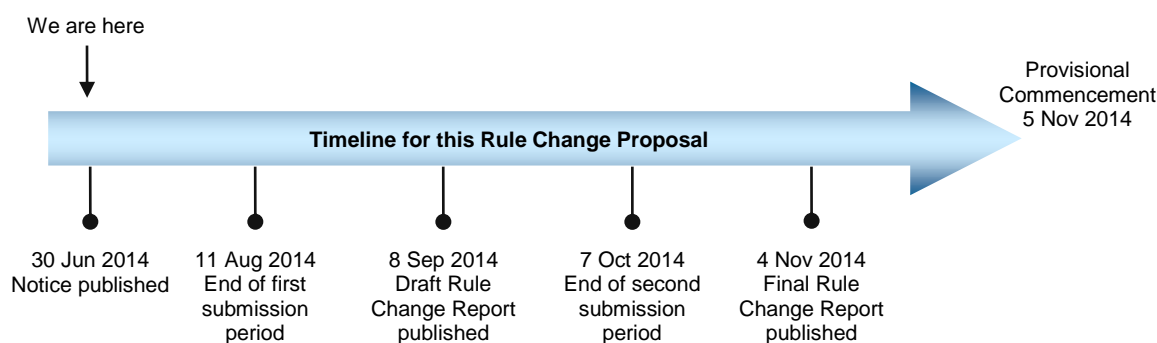 We are here
Provisional
Commencement
5 Nov 2014
Timeline for this Rule Change Proposal
30 Jun 2014
Notice published
11 Aug 2014
End of first
submission
period
8 Sep 2014
Draft Rule
Change Report
published
7 Oct 2014
End of second
submission
period
4 Nov 2014
Final Rule
Change Report
published